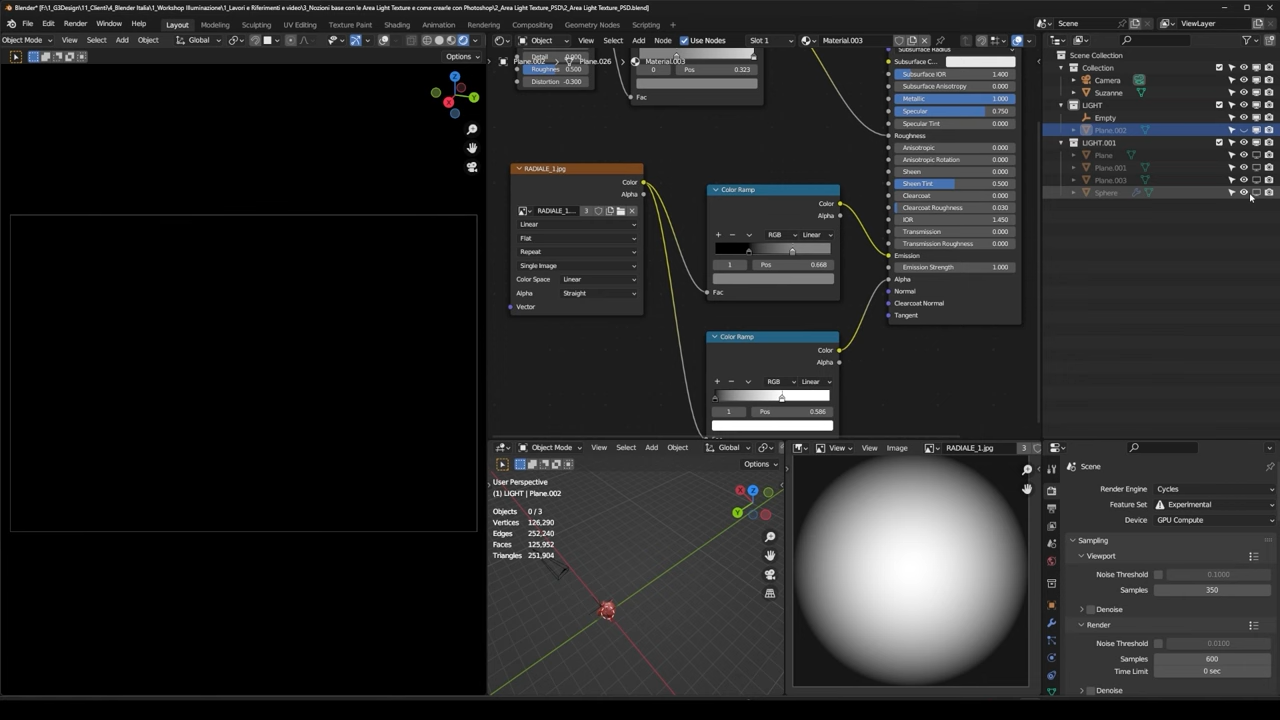 Blender* [F:\1_G3Design\11_Clienti\4_Blender Italia\1_Workshop Illuminazione\1_Lavori e Riferimenti e video\3_Nozioni base con le Area Light Texture e come crearle con Photoshop\2_Area Light Texture_PSD\2_Area Light Texture_PSD.blend]
File Edit Render Window Help Layout Modeling Sculpting UV Editing Texture Paint Shading Animation Rendering Compositing Geometry Nodes Scripting Scene ViewLayer
Object Mode View Select Add Object Global
Options
Object View Select Add Node Use Nodes Slot 1 Material.003
Plane.002 Plane.026 Material.003
Detail 0.000
Roughnes 0.500
Distortion -0.300
0 Pos 0.323
Fac
Subsurface Radius
Subsurface C...
Subsurface IOR 1.400
Subsurface Anisotropy 0.000
Metallic 1.000
Specular 0.750
Specular Tint 0.000
Roughness
Anisotropic 0.000
Anisotropic Rotation 0.000
Sheen 0.000
Sheen Tint 0.500
Clearcoat 0.000
Clearcoat Roughness 0.030
IOR 1.450
Transmission 0.000
Transmission Roughness 0.000
Emission
Emission Strength 1.000
Alpha
Normal
Clearcoat Normal
Tangent
RADIALE_1.jpg
Color
Alpha
RADIALE_1.... 3
Linear
Flat
Repeat
Single Image
Color Space Linear
Alpha Straight
Vector
Color Ramp
Color
Alpha
RGB Linear
1 Pos 0.668
Fac
Color Ramp
Color
Alpha
RGB Linear
1 Pos 0.586
Scene Collection
Collection
Camera
Suzanne
LIGHT
Empty
Plane.002
LIGHT.001
Plane
Plane.001
Plane.003
Sphere
Object Mode View Select Add Object Global
Options
User Perspective
(1) LIGHT | Plane.002
Objects 0/3
Vertices 126,290
Edges 252,240
Faces 125,952
Triangles 251,904
View View Image RADIALE_1.jpg 3
Scene
Render Engine Cycles
Feature Set Experimental
Device GPU Compute
Sampling
Viewport
Noise Threshold 0.1000
Samples 350
Denoise
Render
Noise Threshold 0.0100
Samples 600
Time Limit 0 sec
Denoise